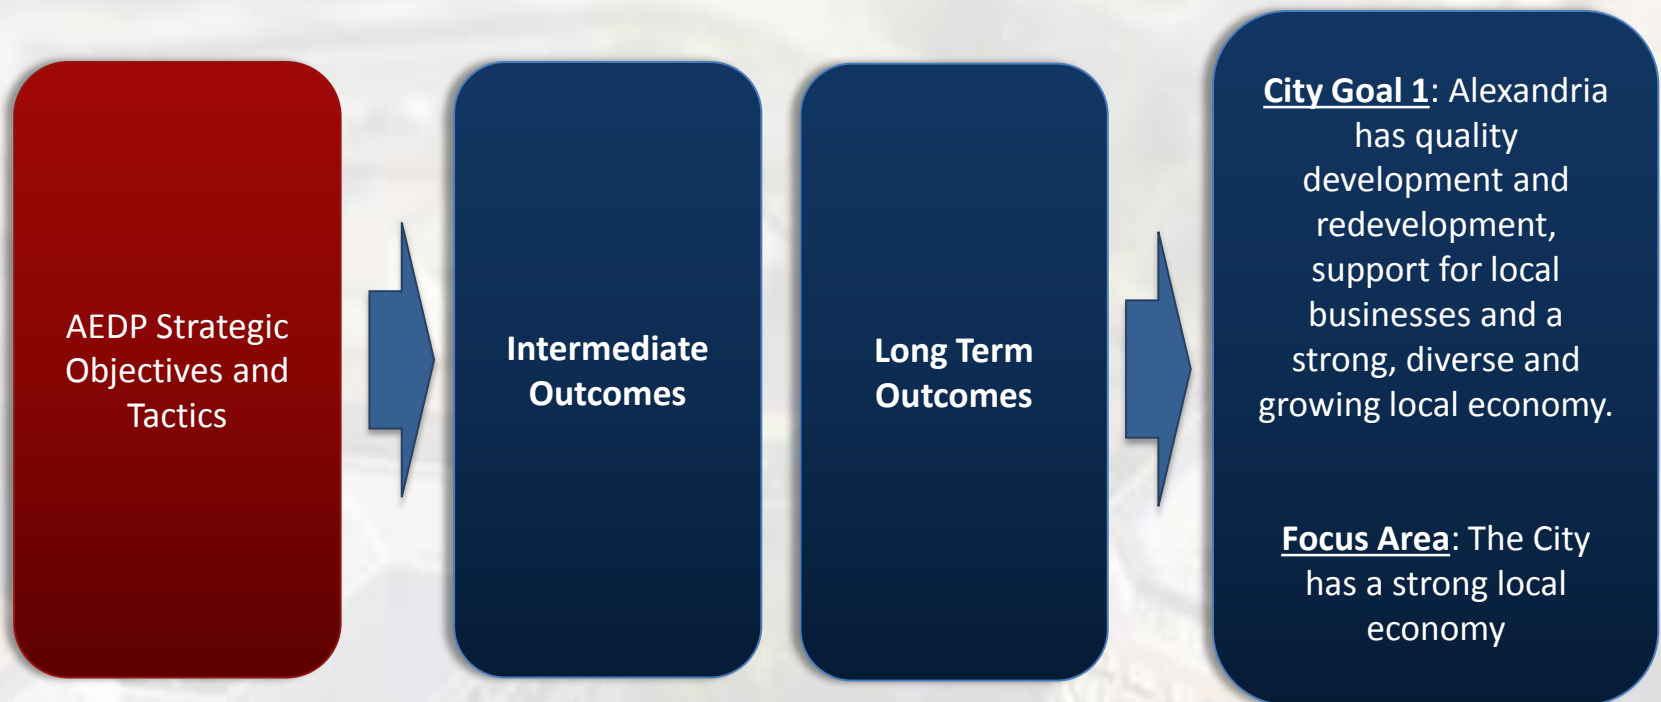 AEDP Strategic
Objectives and
Tactics
Intermediate
Outcomes
Long Term
Outcomes
City Goal 1: Alexandria
has quality
development and
redevelopment,
support for local
businesses and a
strong, diverse and
growing local economy.
Focus Area: The City
has a strong local
economy